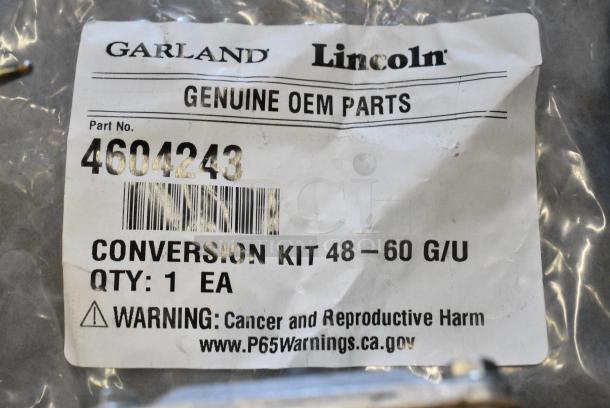 GARLAND Lincoln
GENUINE OEM PARTS
Part No.
4604243
CONVERSION KIT 48-60 G/U
QTY: 1 EA
⚠ WARNING: Cancer and Reproductive Harm
www.P65Warnings.ca.gov